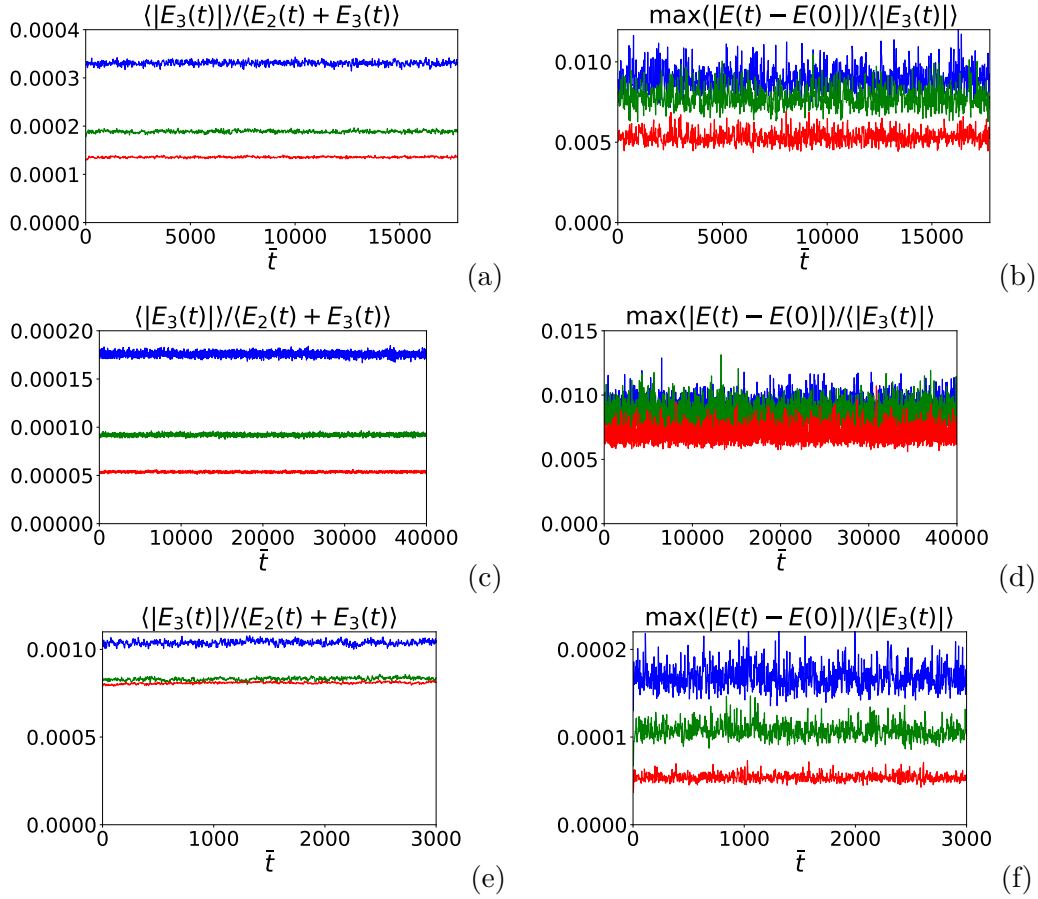 ⟨|E₃(t)|⟩/⟨E₂(t) + E₃(t)⟩
0.0004
0.0003
0.0002
0.0001
0.0000
0 5000 10000 15000
t̄
(a)
max(|E(t) − E(0)|)/⟨|E₃(t)|⟩
0.010
0.005
0.000
0 5000 10000 15000
t̄
(b)
⟨|E₃(t)|⟩/⟨E₂(t) + E₃(t)⟩
0.00020
0.00015
0.00010
0.00005
0.00000
0 10000 20000 30000 40000
t̄
(c)
max(|E(t) − E(0)|)/⟨|E₃(t)|⟩
0.015
0.010
0.005
0.000
0 10000 20000 30000 40000
t̄
(d)
⟨|E₃(t)|⟩/⟨E₂(t) + E₃(t)⟩
0.0010
0.0005
0.0000
0 1000 2000 3000
t̄
(e)
max(|E(t) − E(0)|)/⟨|E₃(t)|⟩
0.0002
0.0001
0.0000
0 1000 2000 3000
t̄
(f)